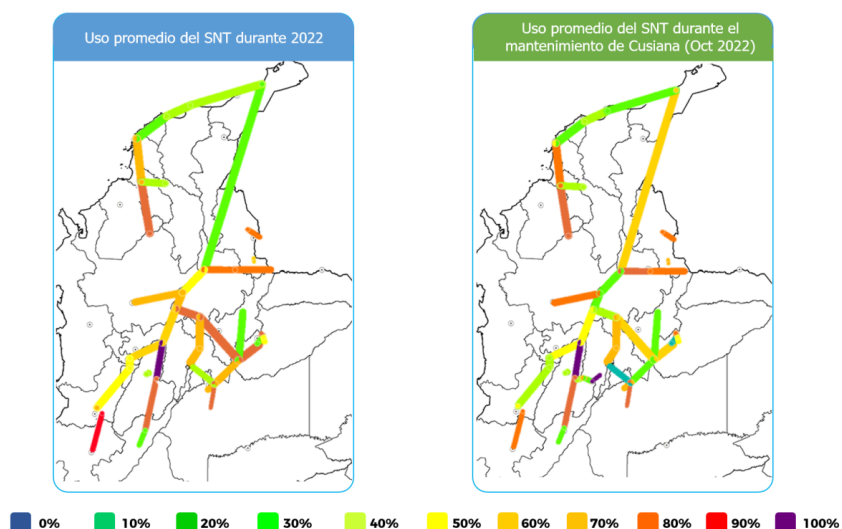 Uso promedio del SNT durante 2022
Uso promedio del SNT durante el
mantenimiento de Cusiana (Oct 2022)
0% 10% 20% 30% 40% 50% 60% 70% 80% 90% 100%